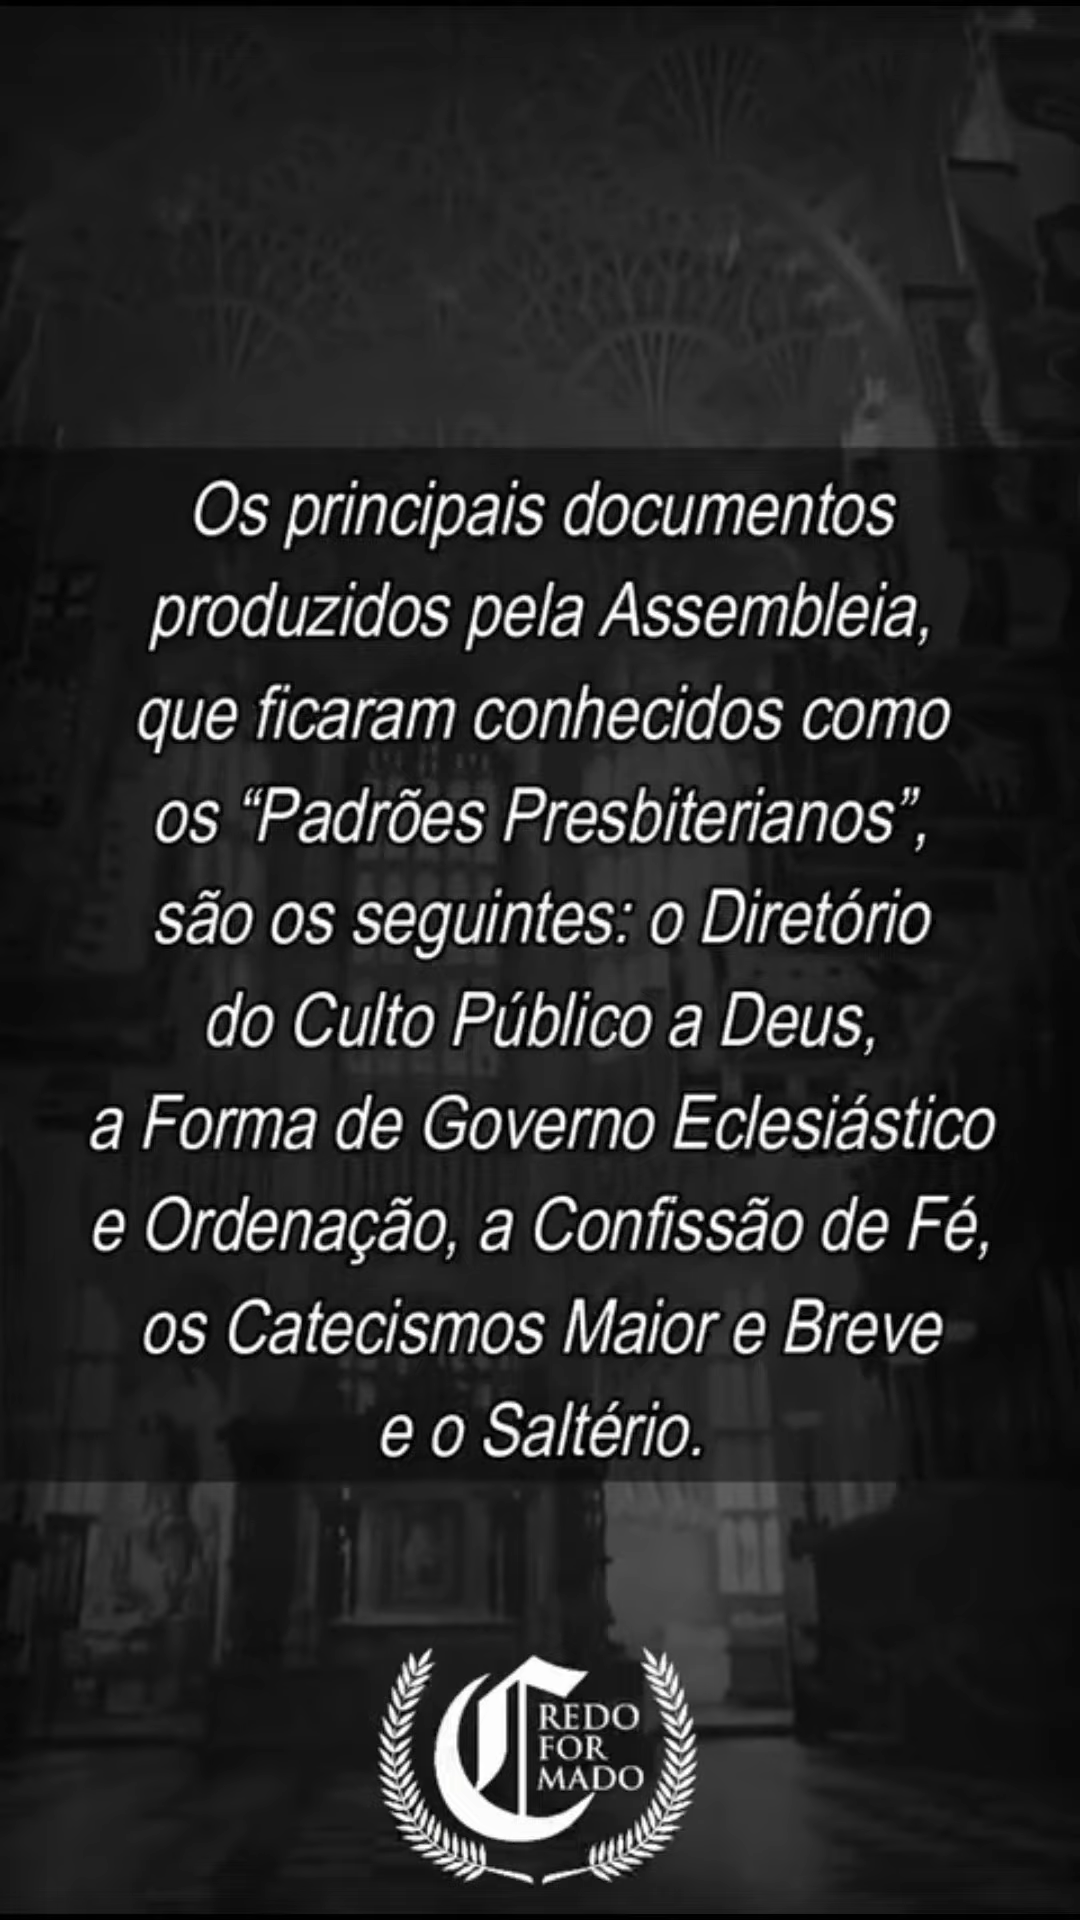 Os principais documentos
produzidos pela Assembleia,
que ficaram conhecidos como
os “Padrões Presbiterianos”,
são os seguintes: o Diretório
do Culto Público a Deus,
a Forma de Governo Eclesiástico
e Ordenação, a Confissão de Fé,
os Catecismos Maior e Breve
e o Saltério.
CREDO
FOR
MADO